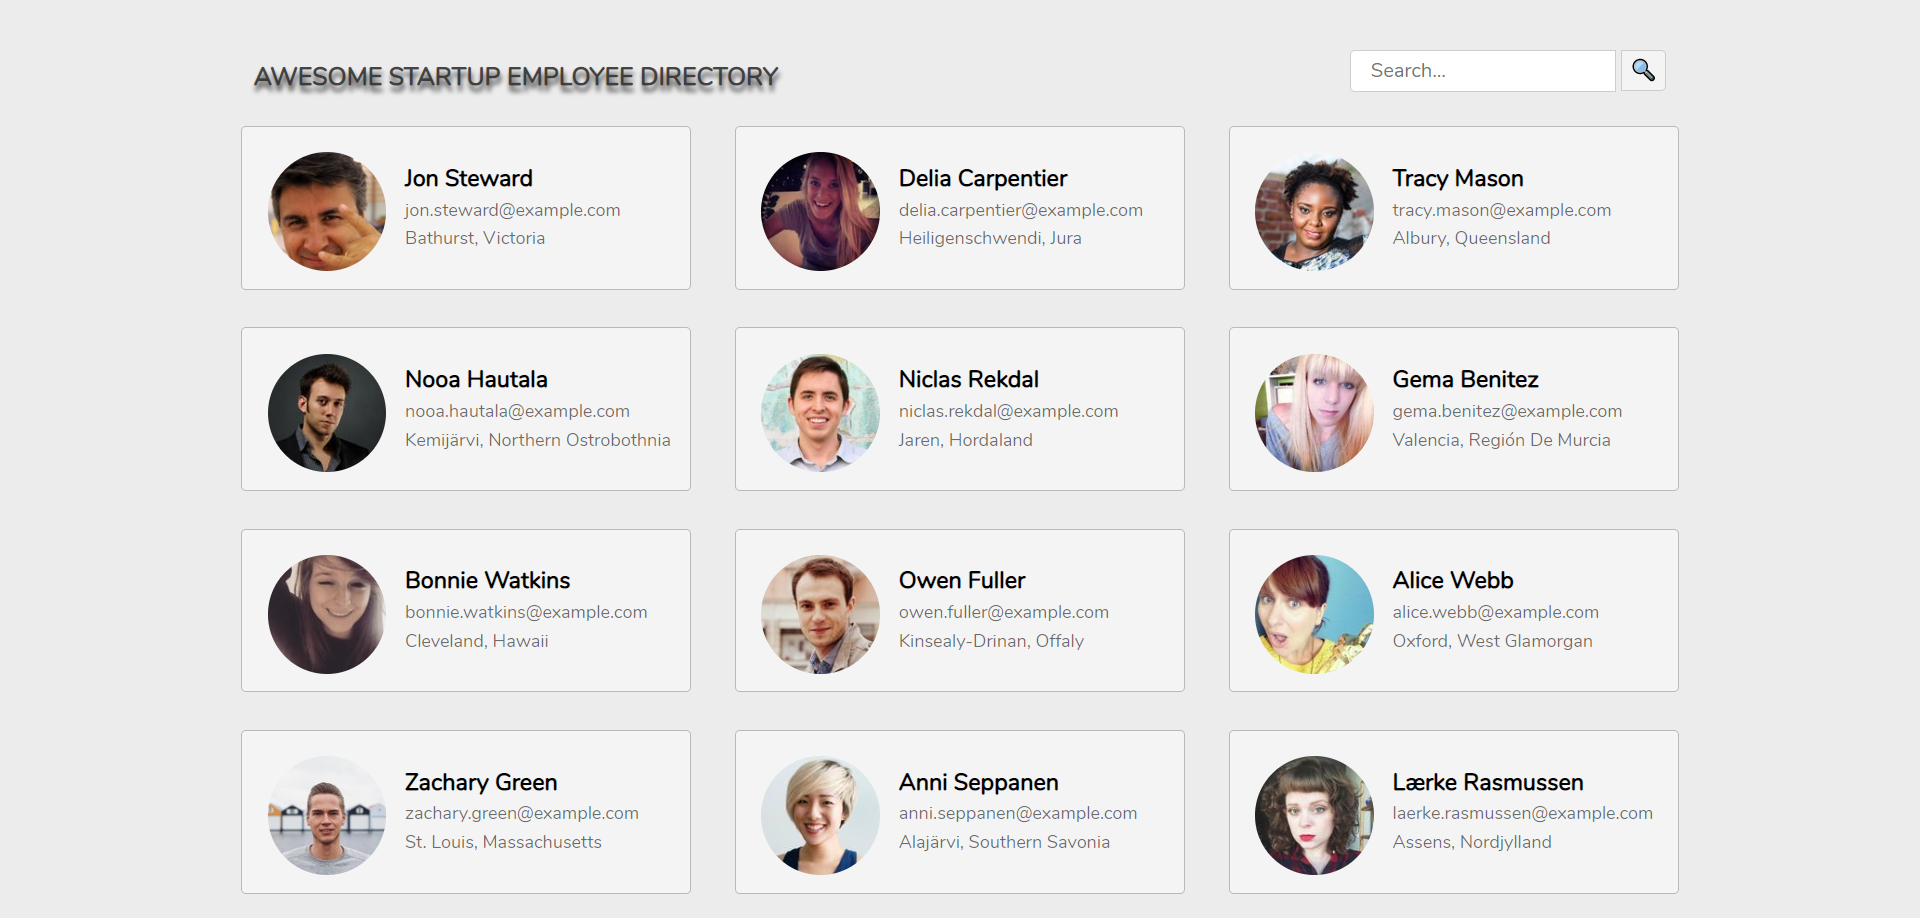 AWESOME STARTUP EMPLOYEE DIRECTORY
Search...
Jon Steward
jon.steward@example.com
Bathurst, Victoria
Delia Carpentier
delia.carpentier@example.com
Heiligenschwendi, Jura
Tracy Mason
tracy.mason@example.com
Albury, Queensland
Nooa Hautala
nooa.hautala@example.com
Kemijärvi, Northern Ostrobothnia
Niclas Rekdal
niclas.rekdal@example.com
Jaren, Hordaland
Gema Benitez
gema.benitez@example.com
Valencia, Región De Murcia
Bonnie Watkins
bonnie.watkins@example.com
Cleveland, Hawaii
Owen Fuller
owen.fuller@example.com
Kinsealy-Drinan, Offaly
Alice Webb
alice.webb@example.com
Oxford, West Glamorgan
Zachary Green
zachary.green@example.com
St. Louis, Massachusetts
Anni Seppanen
anni.seppanen@example.com
Alajärvi, Southern Savonia
Lærke Rasmussen
laerke.rasmussen@example.com
Assens, Nordjylland